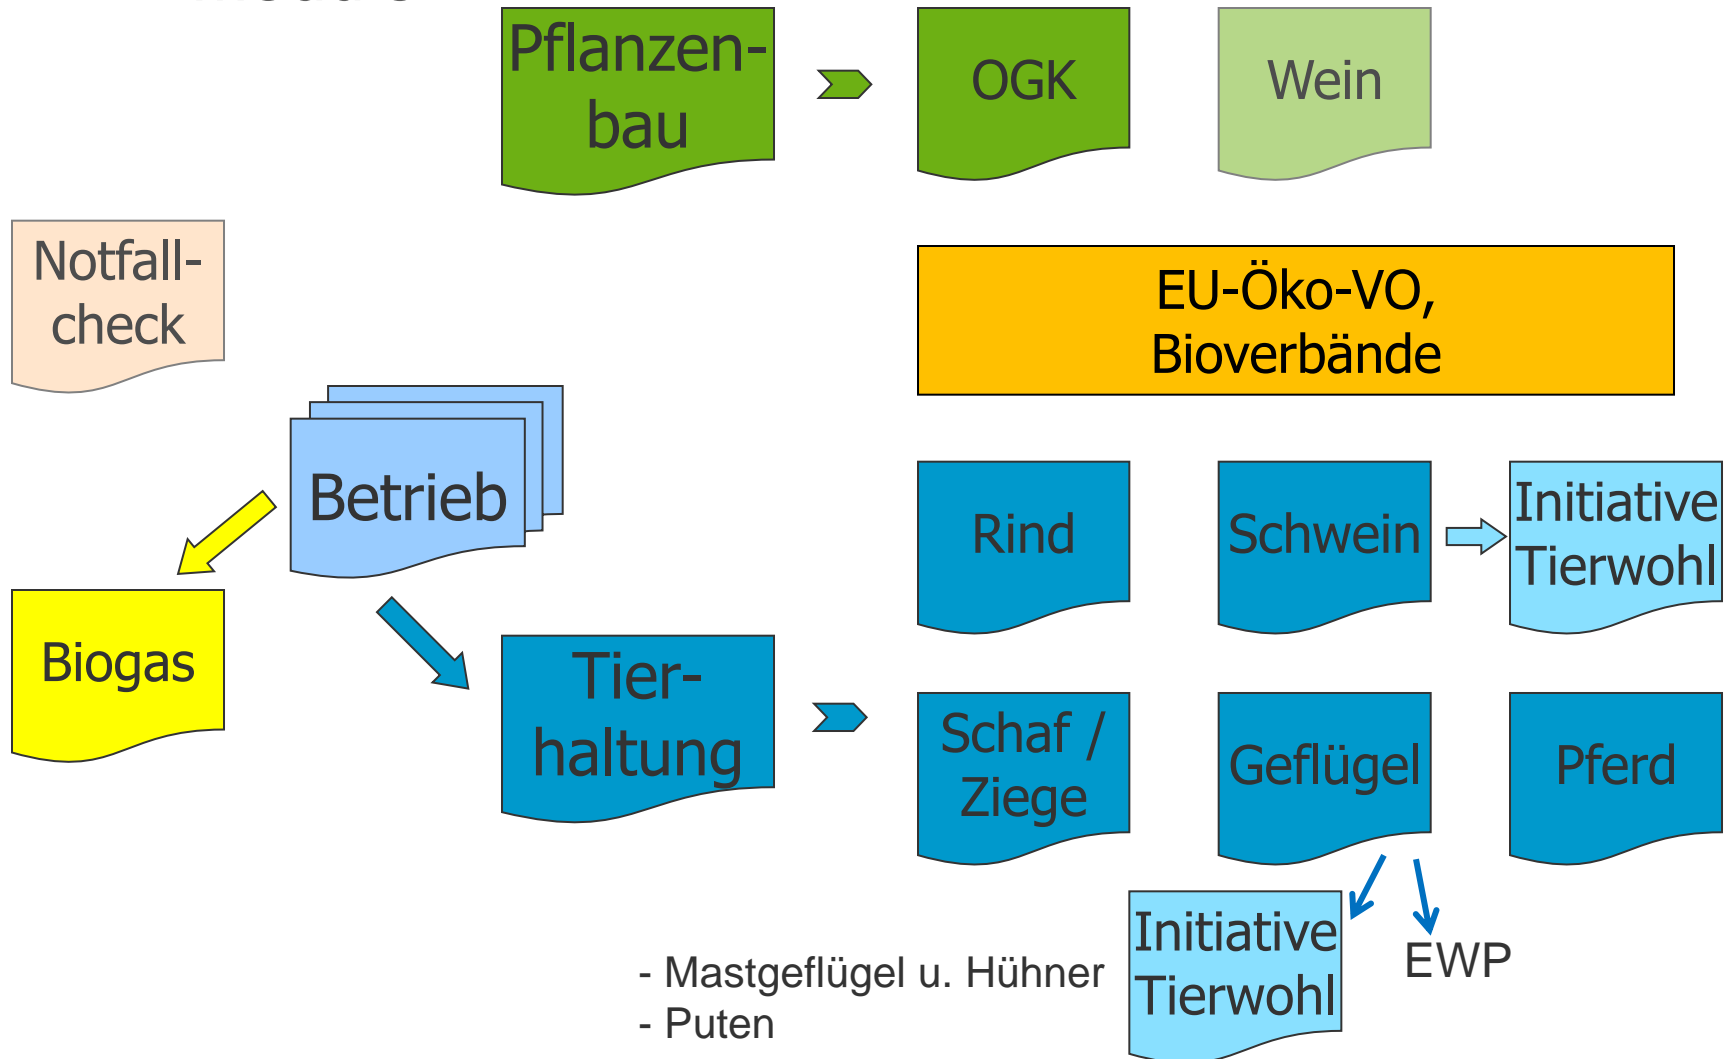 Pflanzen-
bau
OGK
Wein
Notfall-
check
EU-Öko-VO,
Bioverbände
Betrieb
Rind
Schwein
Initiative
Tierwohl
Biogas
Tier-
haltung
Schaf /
Ziege
Geflügel
Pferd
Initiative
Tierwohl
EWP
- Mastgeflügel u. Hühner
- Puten